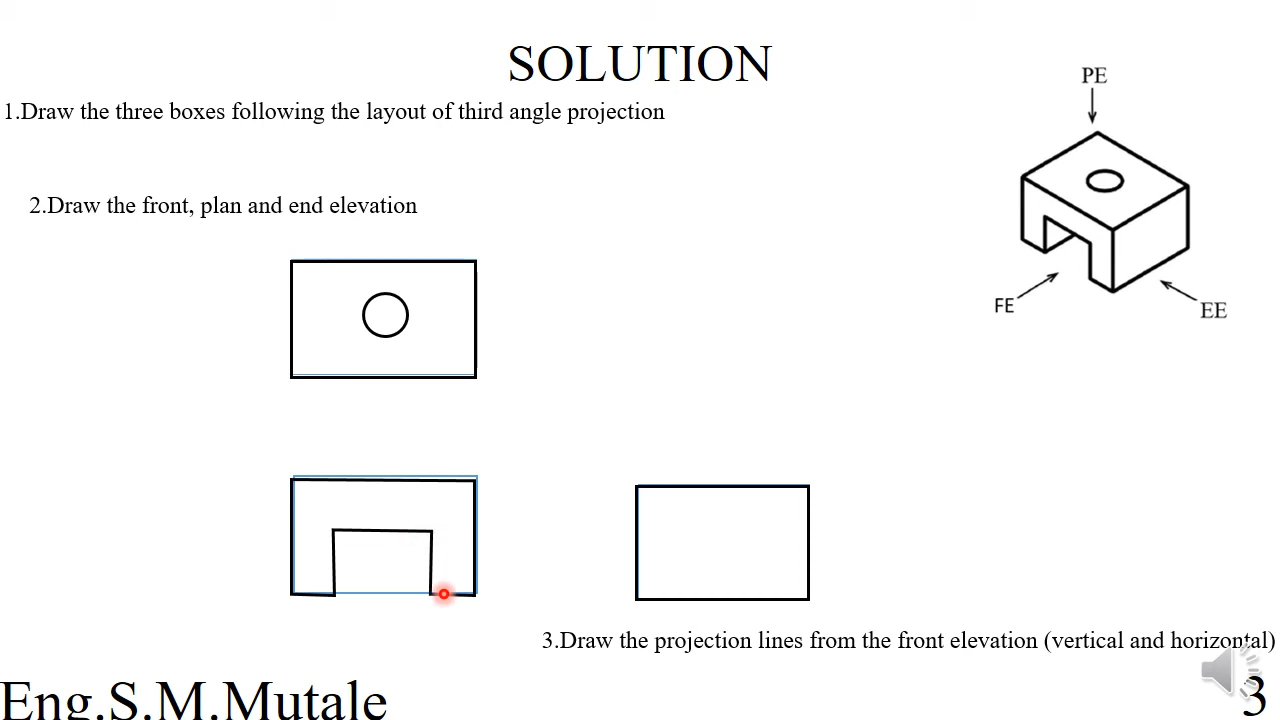 SOLUTION
PE
1.Draw the three boxes following the layout of third angle projection
2.Draw the front, plan and end elevation
FE
EE
3.Draw the projection lines from the front elevation (vertical and horizontal)
Eng.S.M.Mutale
3